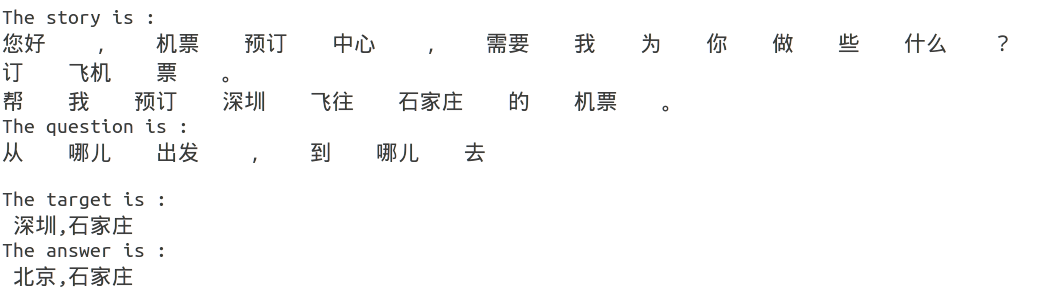 The story is :
您好 , 机票 预订 中心 , 需要 我 为 你 做 些 什么 ?
订 飞机 票 。
帮 我 预订 深圳 飞往 石家庄 的 机票 。
The question is :
从 哪儿 出发 , 到 哪儿 去
The target is :
深圳,石家庄
The answer is :
北京,石家庄